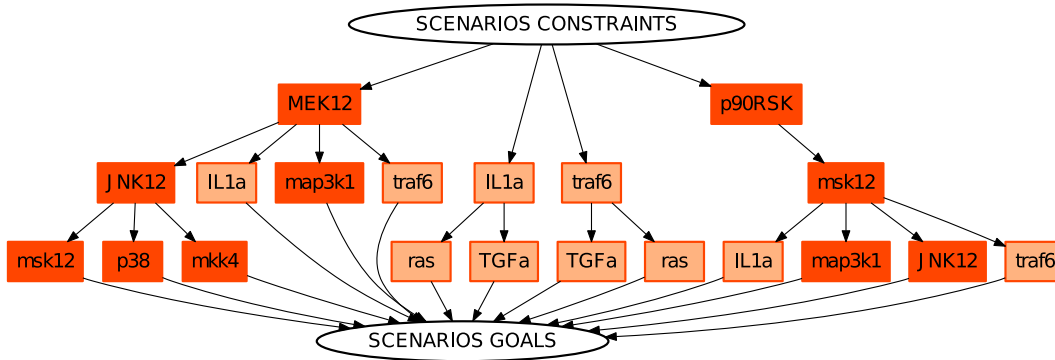 SCENARIOS CONSTRAINTS
MEK12
p90RSK
JNK12
IL1a
map3k1
traf6
IL1a
traf6
msk12
msk12
p38
mkk4
ras
TGFa
TGFa
ras
IL1a
map3k1
JNK12
traf6
SCENARIOS GOALS